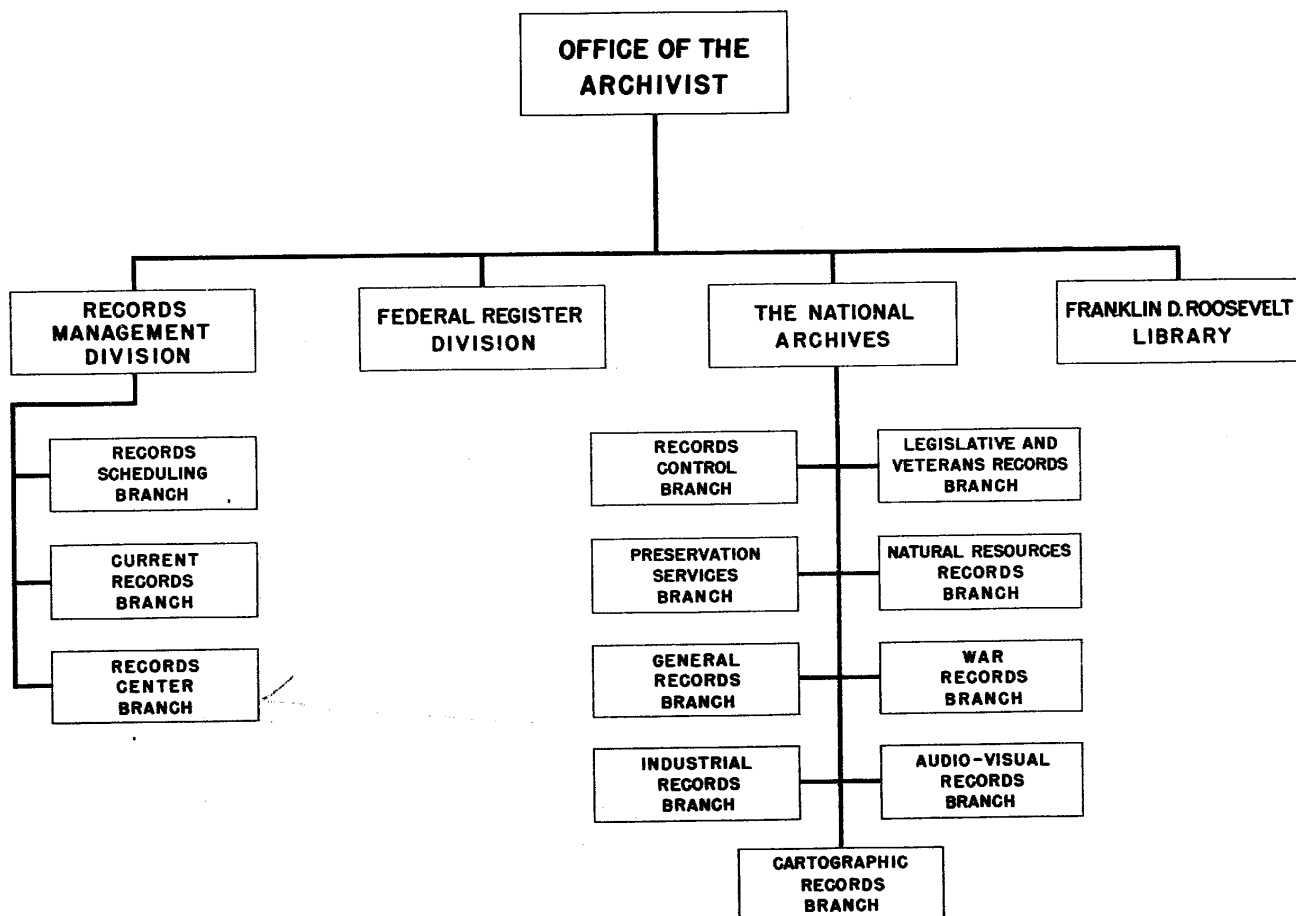 OFFICE OF THE
ARCHIVIST
RECORDS
MANAGEMENT
DIVISION
FEDERAL REGISTER
DIVISION
THE NATIONAL
ARCHIVES
FRANKLIN D. ROOSEVELT
LIBRARY
RECORDS
SCHEDULING
BRANCH
CURRENT
RECORDS
BRANCH
RECORDS
CENTER
BRANCH
RECORDS
CONTROL
BRANCH
LEGISLATIVE AND
VETERANS RECORDS
BRANCH
PRESERVATION
SERVICES
BRANCH
NATURAL RESOURCES
RECORDS
BRANCH
GENERAL
RECORDS
BRANCH
WAR
RECORDS
BRANCH
INDUSTRIAL
RECORDS
BRANCH
AUDIO-VISUAL
RECORDS
BRANCH
CARTOGRAPHIC
RECORDS
BRANCH